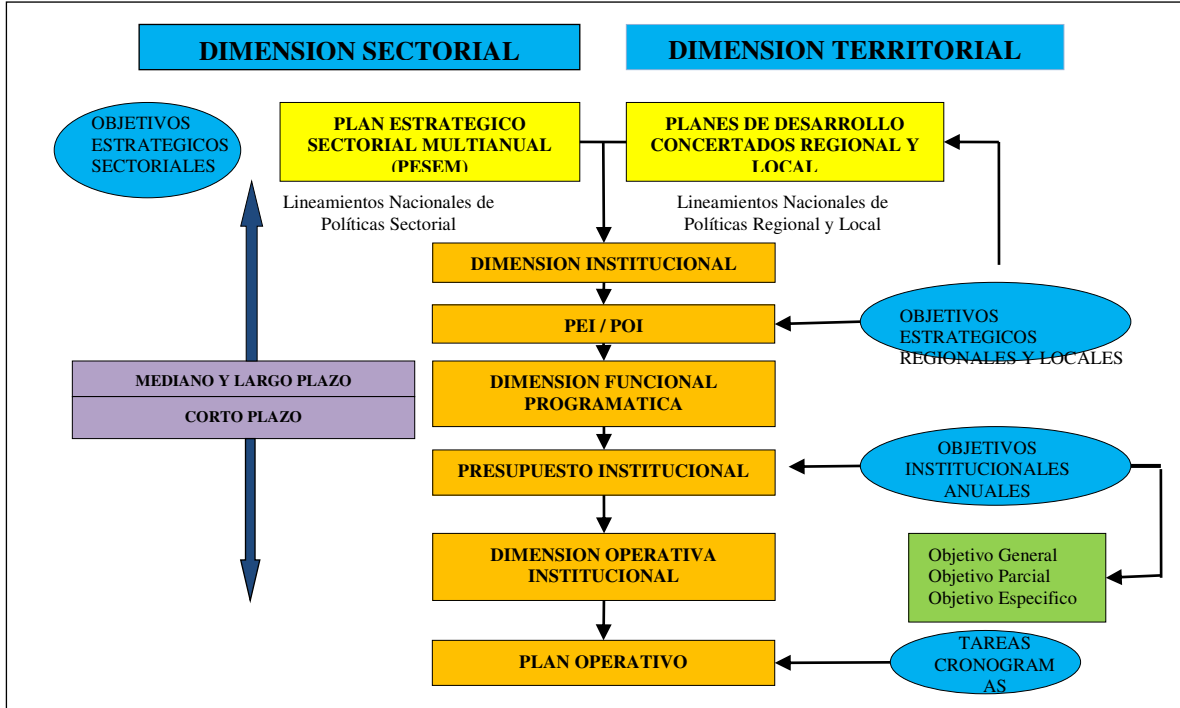 DIMENSION SECTORIAL
DIMENSION TERRITORIAL
OBJETIVOS
ESTRATEGICOS
SECTORIALES
PLAN ESTRATEGICO
SECTORIAL MULTIANUAL
(PESEM)
PLANES DE DESARROLLO
CONCERTADOS REGIONAL Y
LOCAL
Lineamientos Nacionales de
Políticas Sectorial
Lineamientos Nacionales de
Políticas Regional y Local
DIMENSION INSTITUCIONAL
PEI / POI
OBJETIVOS
ESTRATEGICOS
REGIONALES Y LOCALES
MEDIANO Y LARGO PLAZO
CORTO PLAZO
DIMENSION FUNCIONAL
PROGRAMATICA
PRESUPUESTO INSTITUCIONAL
OBJETIVOS
INSTITUCIONALES
ANUALES
DIMENSION OPERATIVA
INSTITUCIONAL
Objetivo General
Objetivo Parcial
Objetivo Especifico
PLAN OPERATIVO
TAREAS
CRONOGRAM
AS